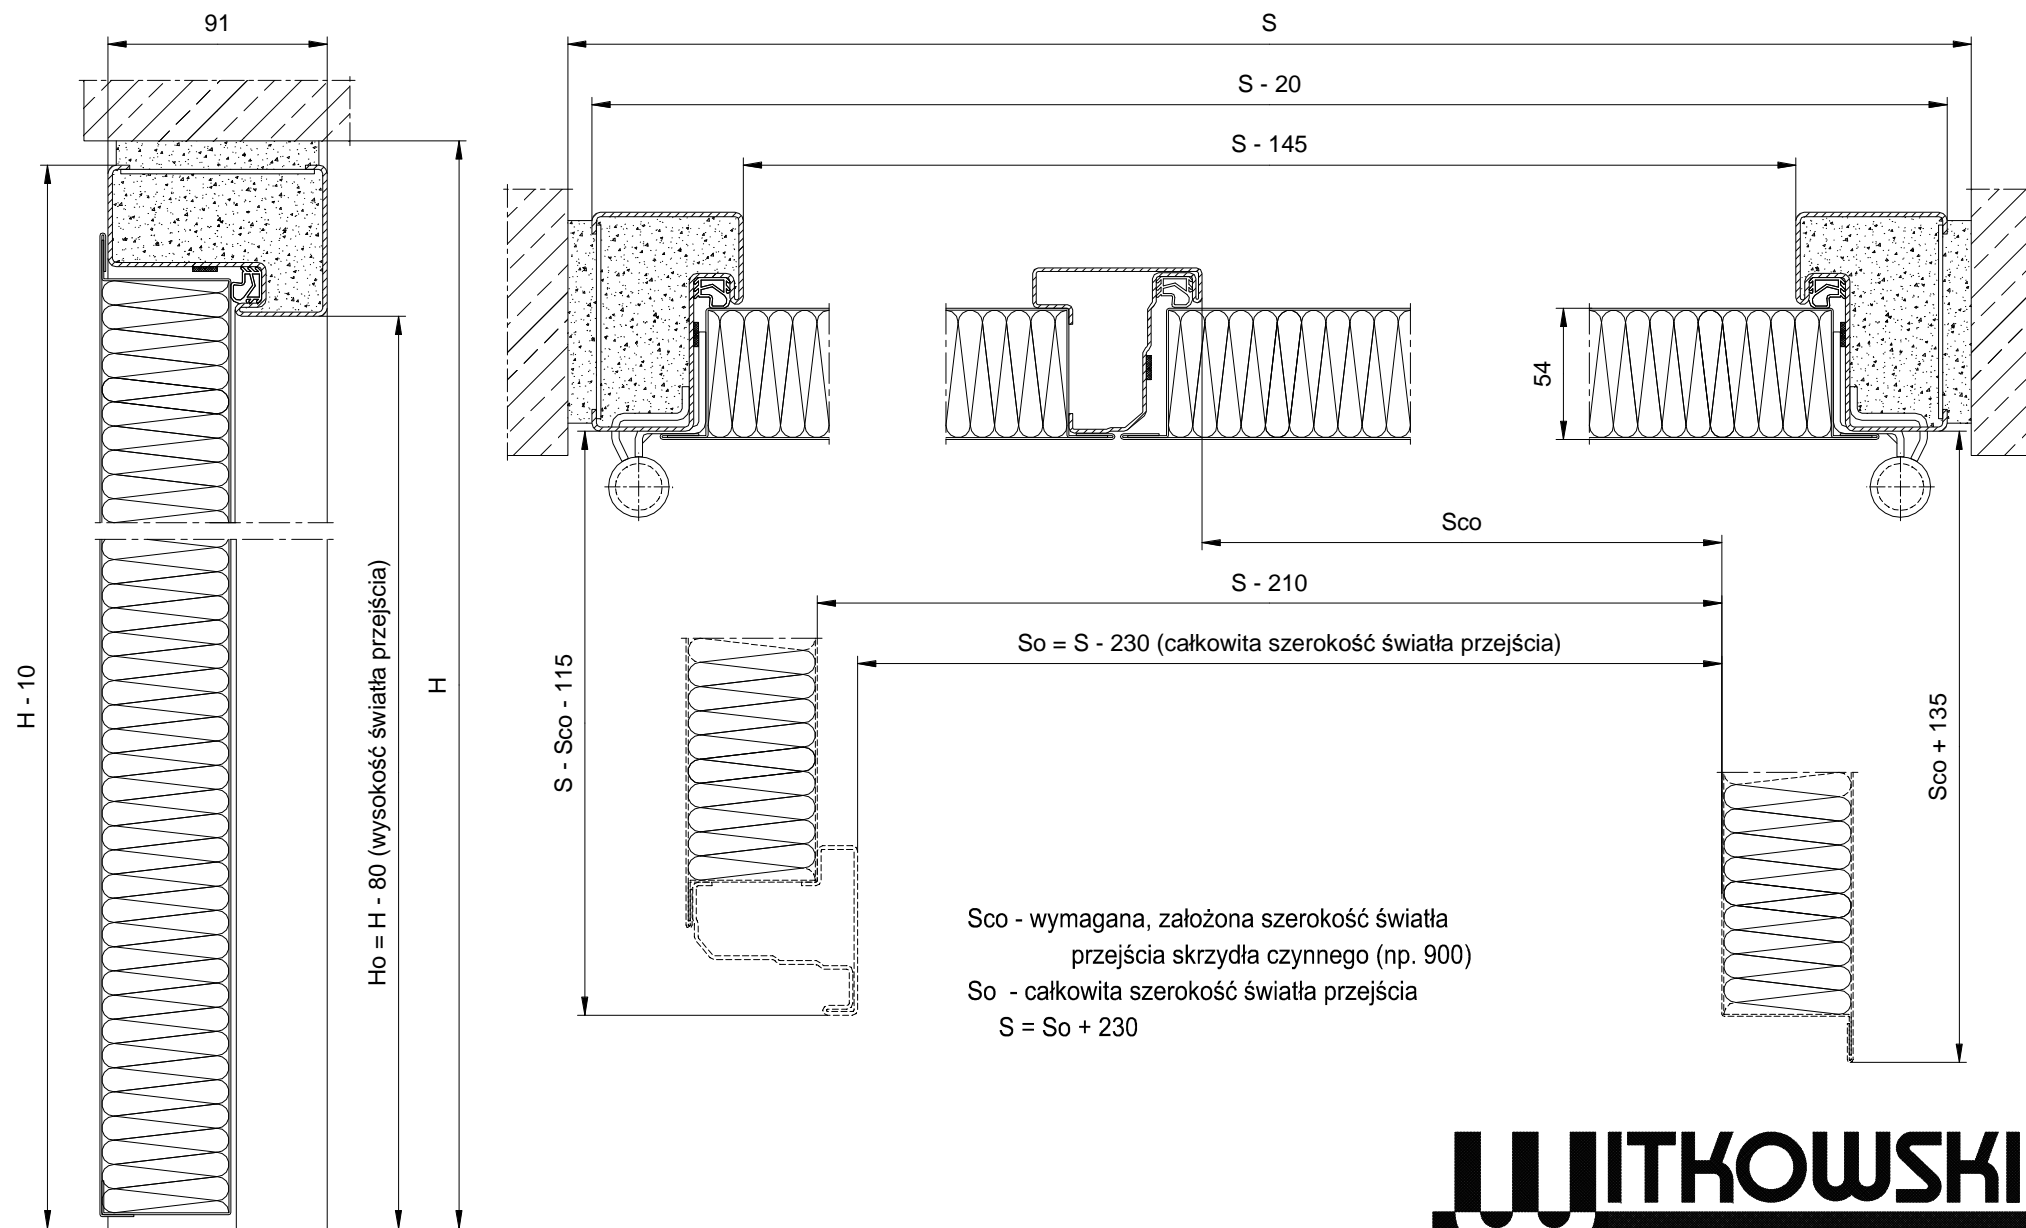 91
S
S - 20
S - 145
54
Sco
S - 210
So = S - 230 (całkowita szerokość światła przejścia)
H - 10
Ho = H - 80 (wysokość światła przejścia)
H
S - Sco - 115
Sco + 135
Sco - wymagana, założona szerokość światła
przejścia skrzydła czynnego (np. 900)
So - całkowita szerokość światła przejścia
S = So + 230
WITKOWSKI